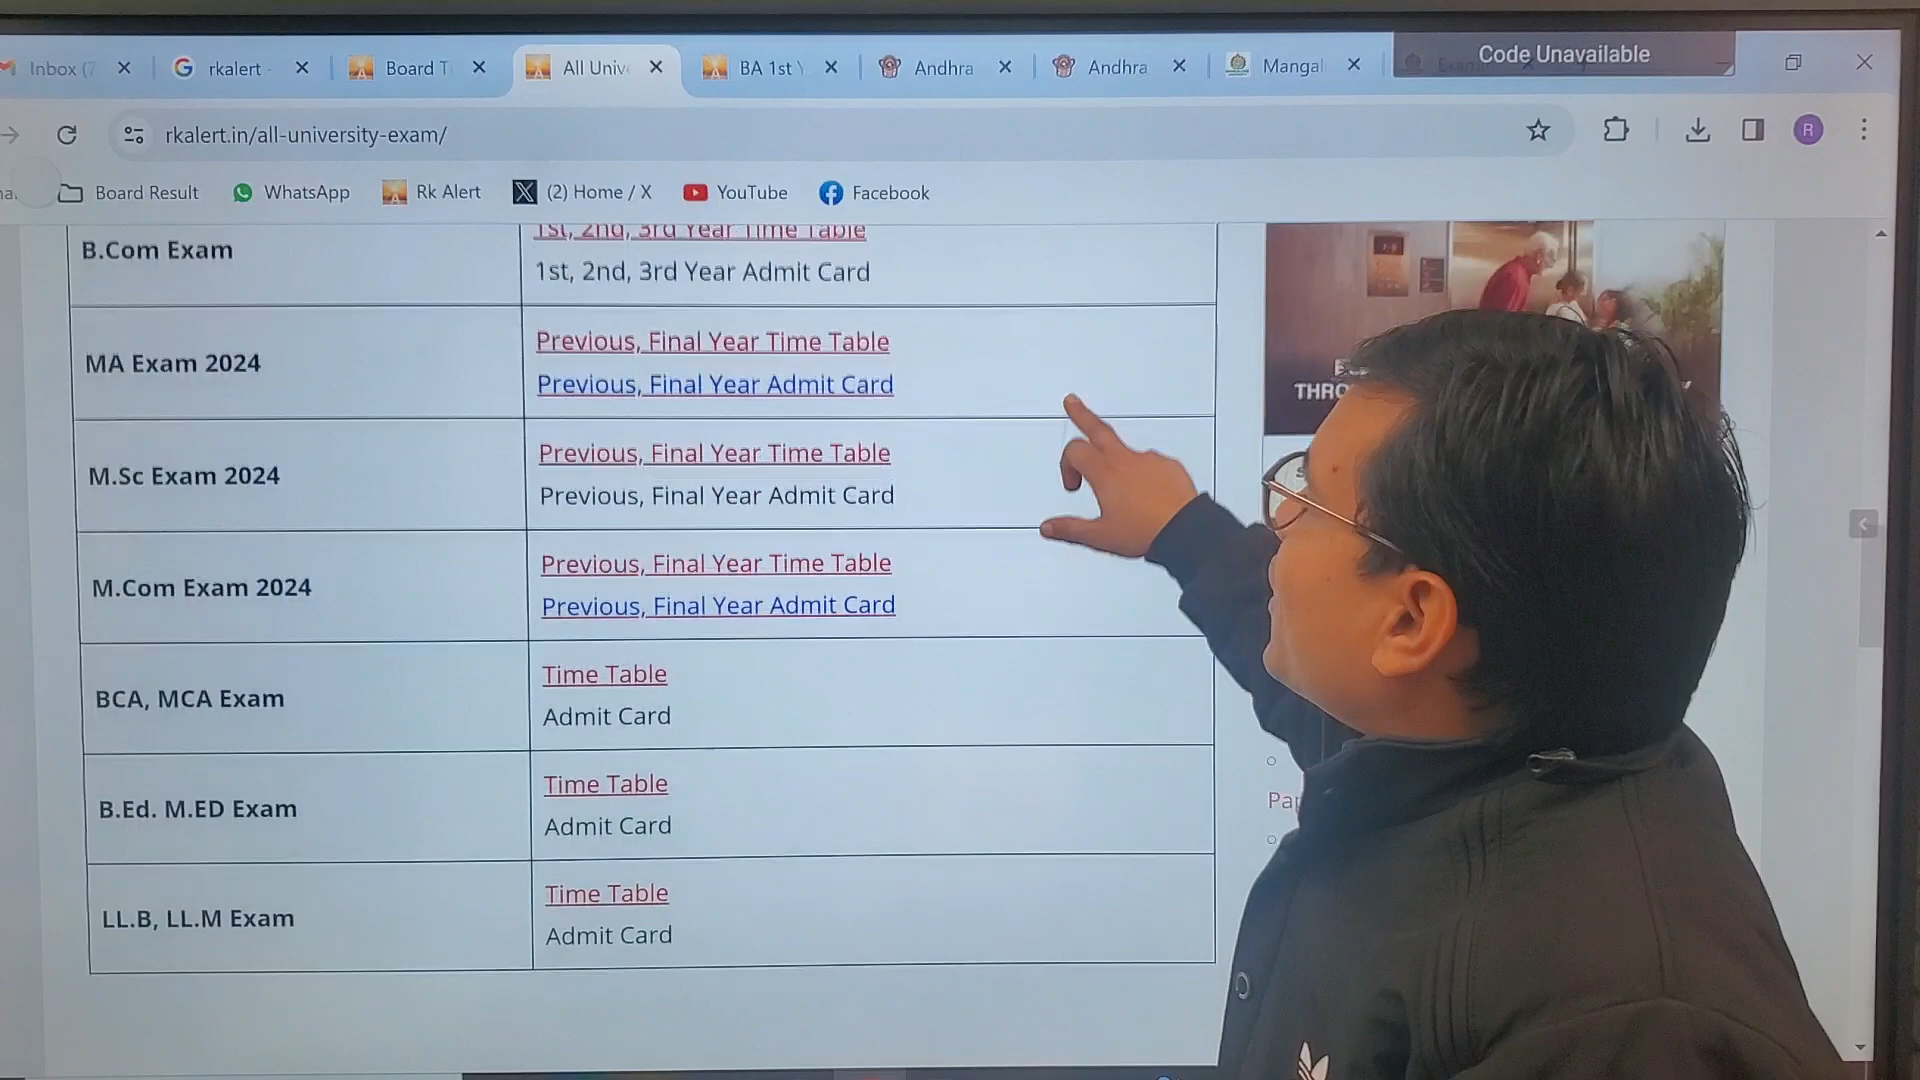 Inbox (7
rkalert -
Board T
All Univ
BA 1st Y
Andhra
Andhra
Mangal
Code Unavailable
rkalert.in/all-university-exam/
R
Board Result
WhatsApp
Rk Alert
(2) Home / X
YouTube
Facebook
B.Com Exam
1st, 2nd, 3rd Year Time Table
1st, 2nd, 3rd Year Admit Card
MA Exam 2024
Previous, Final Year Time Table
Previous, Final Year Admit Card
M.Sc Exam 2024
Previous, Final Year Time Table
Previous, Final Year Admit Card
M.Com Exam 2024
Previous, Final Year Time Table
Previous, Final Year Admit Card
BCA, MCA Exam
Time Table
Admit Card
B.Ed. M.ED Exam
Time Table
Admit Card
LL.B, LL.M Exam
Time Table
Admit Card
THRO
Pap